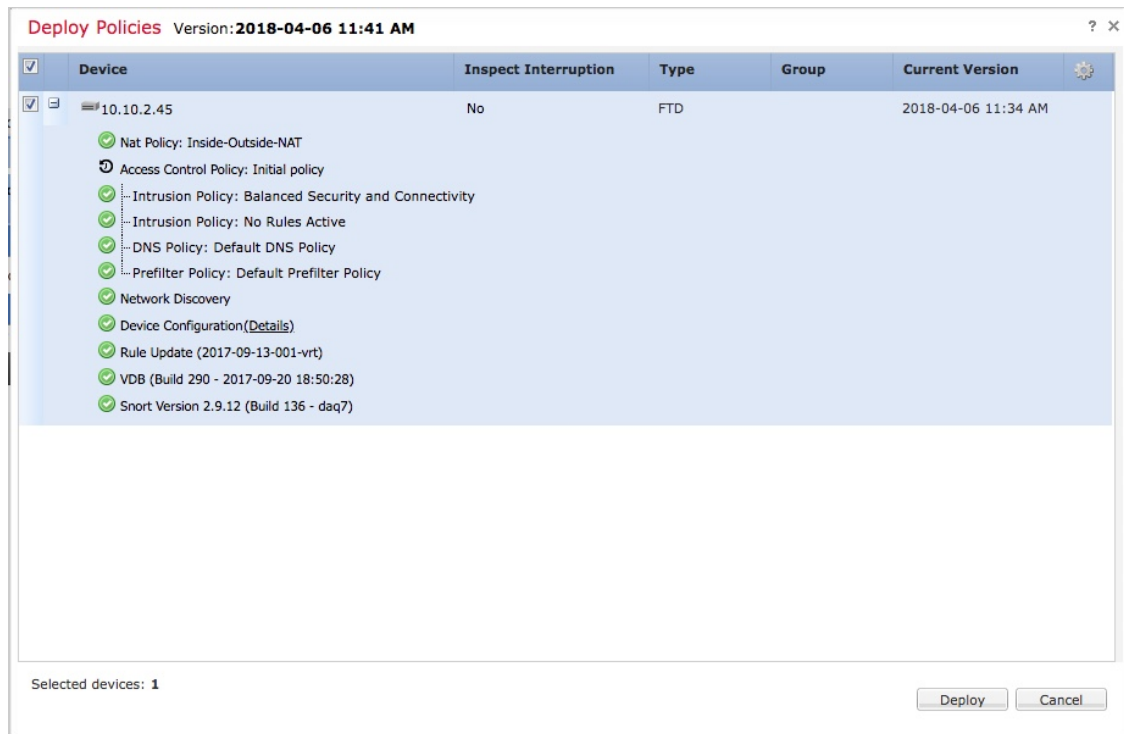 Deploy Policies Version:2018-04-06 11:41 AM ? ×
Device Inspect Interruption Type Group Current Version
10.10.2.45 No FTD 2018-04-06 11:34 AM
Nat Policy: Inside-Outside-NAT
Access Control Policy: Initial policy
Intrusion Policy: Balanced Security and Connectivity
Intrusion Policy: No Rules Active
DNS Policy: Default DNS Policy
Prefilter Policy: Default Prefilter Policy
Network Discovery
Device Configuration(Details)
Rule Update (2017-09-13-001-vrt)
VDB (Build 290 - 2017-09-20 18:50:28)
Snort Version 2.9.12 (Build 136 - daq7)
Selected devices: 1
Deploy Cancel